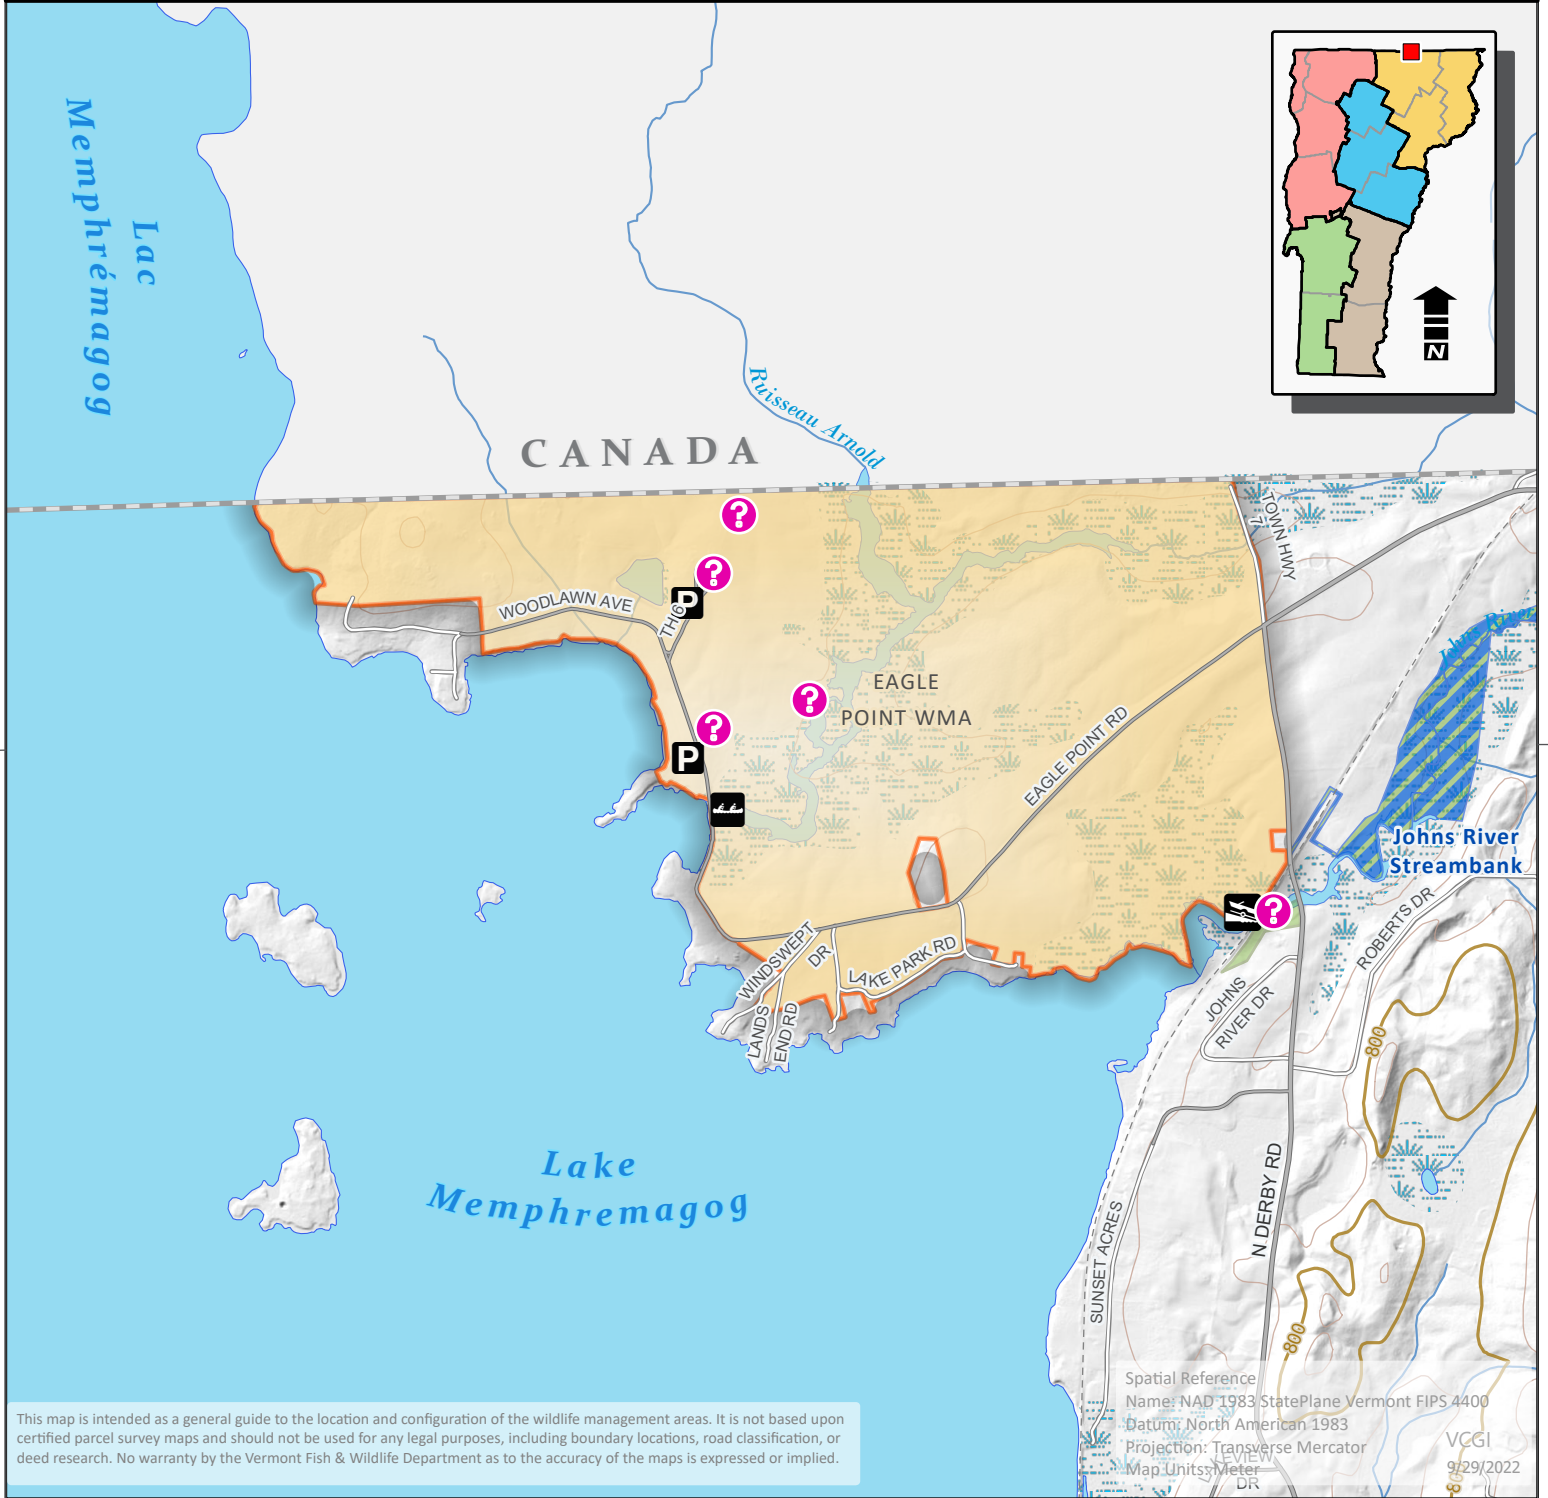 Lac
Memphrémagog
N
CANADA
Ruisseau Arnold
TOWN HWY
7
WOODLAWN AVE
TH 6
P
?
?
?
?
P
EAGLE
POINT WMA
EAGLE POINT RD
Johns River
Johns River
Streambank
?
ROBERTS DR
WINDSWEPT
DR
LAKE PARK RD
LANDS
END RD
JOHNS
RIVER DR
800
Lake
Memphremagog
N DERBY RD
SUNSET ACRES
800
Spatial Reference
Name: NAD 1983 StatePlane Vermont FIPS 4400
Datum: North American 1983
Projection: Transverse Mercator
Map Units: Meter
VCGI
9/29/2022
DR
This map is intended as a general guide to the location and configuration of the wildlife management areas. It is not based upon
certified parcel survey maps and should not be used for any legal purposes, including boundary locations, road classification, or
deed research. No warranty by the Vermont Fish & Wildlife Department as to the accuracy of the maps is expressed or implied.